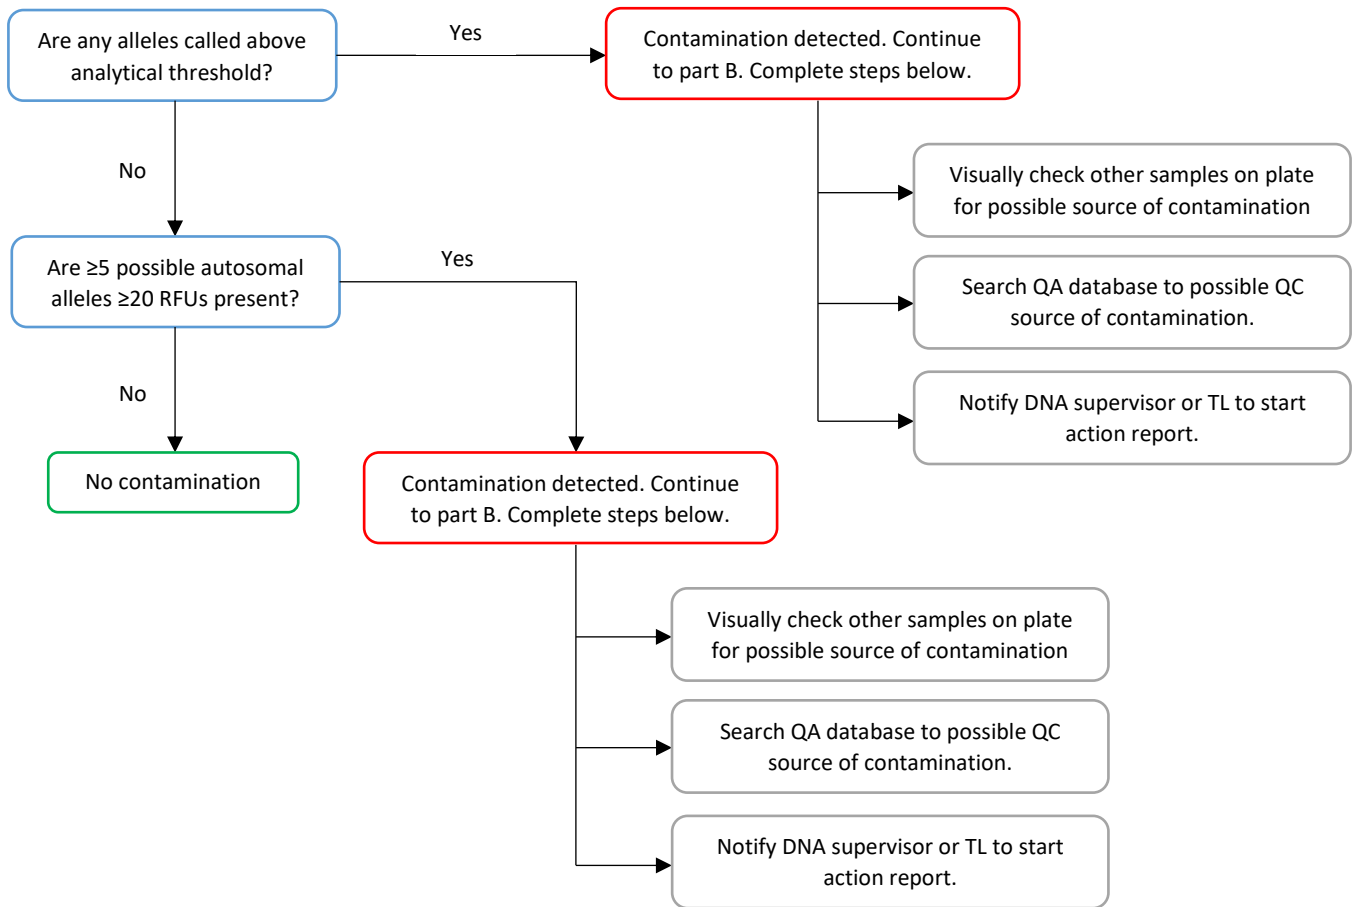 Are any alleles called above
analytical threshold?
Yes
Contamination detected. Continue
to part B. Complete steps below.
No
Visually check other samples on plate
for possible source of contamination
Are ≥5 possible autosomal
alleles ≥20 RFUs present?
Yes
Search QA database to possible QC
source of contamination.
No
Notify DNA supervisor or TL to start
action report.
No contamination
Contamination detected. Continue
to part B. Complete steps below.
Visually check other samples on plate
for possible source of contamination
Search QA database to possible QC
source of contamination.
Notify DNA supervisor or TL to start
action report.